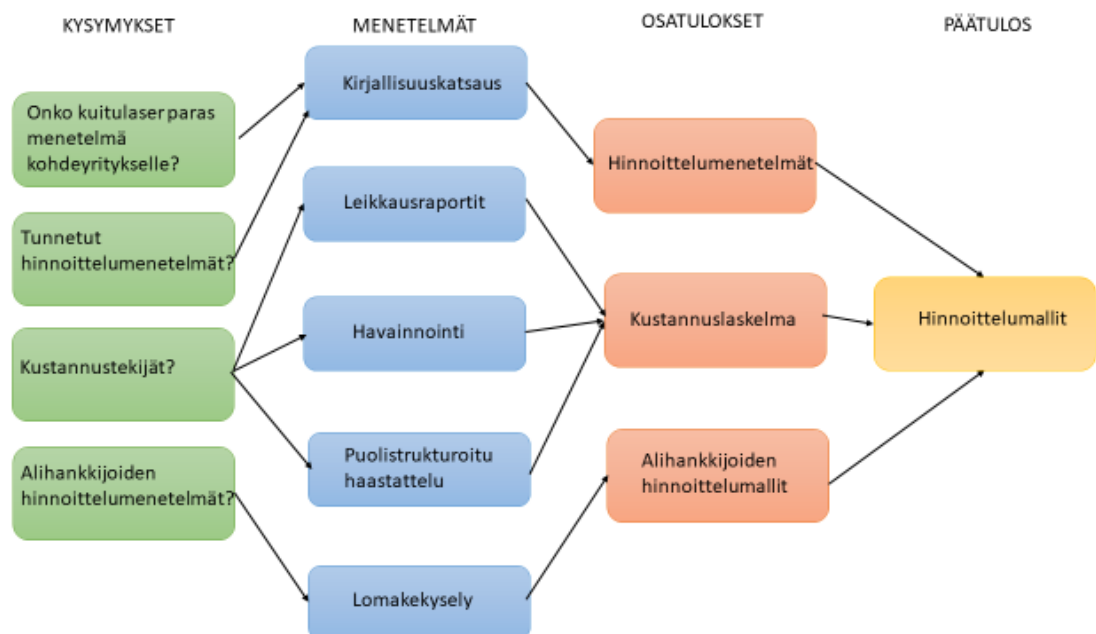 KYSYMYKSET
MENETELMÄT
OSATULOKSET
PÄÄTULOS
Onko kuitulaser paras
menetelmä
kohdeyritykselle?
Tunnetut
hinnoittelumenetelmät?
Kustannustekijät?
Alihankkijoiden
hinnoittelumenetelmät?
Kirjallisuuskatsaus
Leikkausraportit
Havainnointi
Puolistrukturoitu
haastattelu
Lomakekysely
Hinnoittelumenetelmät
Kustannuslaskelma
Alihankkijoiden
hinnoittelumallit
Hinnoittelumallit